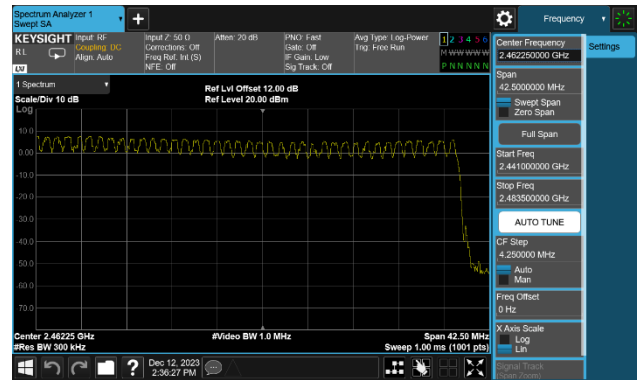 Spectrum Analyzer 1
Swept SA
Frequency
KEYSIGHT
RL
LXI
Input: RF
Coupling: DC
Align: Auto
Input Z: 50 Ω
Corrections: Off
Freq Ref: Int (S)
NFE: Off
Atten: 20 dB
PNO: Fast
Gate: Off
IF Gain: Low
Sig Track: Off
Avg Type: Log-Power
Trig: Free Run
1 2 3 4 5 6
M W W W W W
P N N N N N
1 Spectrum
Scale/Div 10 dB
Ref Lvl Offset 12.00 dB
Ref Level 20.00 dBm
Log
10.0
0.00
-10.0
-20.0
-30.0
-40.0
-50.0
-60.0
-70.0
Center 2.46225 GHz
#Video BW 1.0 MHz
Span 42.50 MHz
#Res BW 300 kHz
Sweep 1.00 ms (1001 pts)
?
Dec 12, 2023
2:36:27 PM
Center Frequency
2.462250000 GHz
Settings
Span
42.5000000 MHz
Swept Span
Zero Span
Full Span
Start Freq
2.441000000 GHz
Stop Freq
2.483500000 GHz
AUTO TUNE
CF Step
4.250000 MHz
Auto
Man
Freq Offset
0 Hz
X Axis Scale
Log
Lin
Signal Track
(Span Zoom)